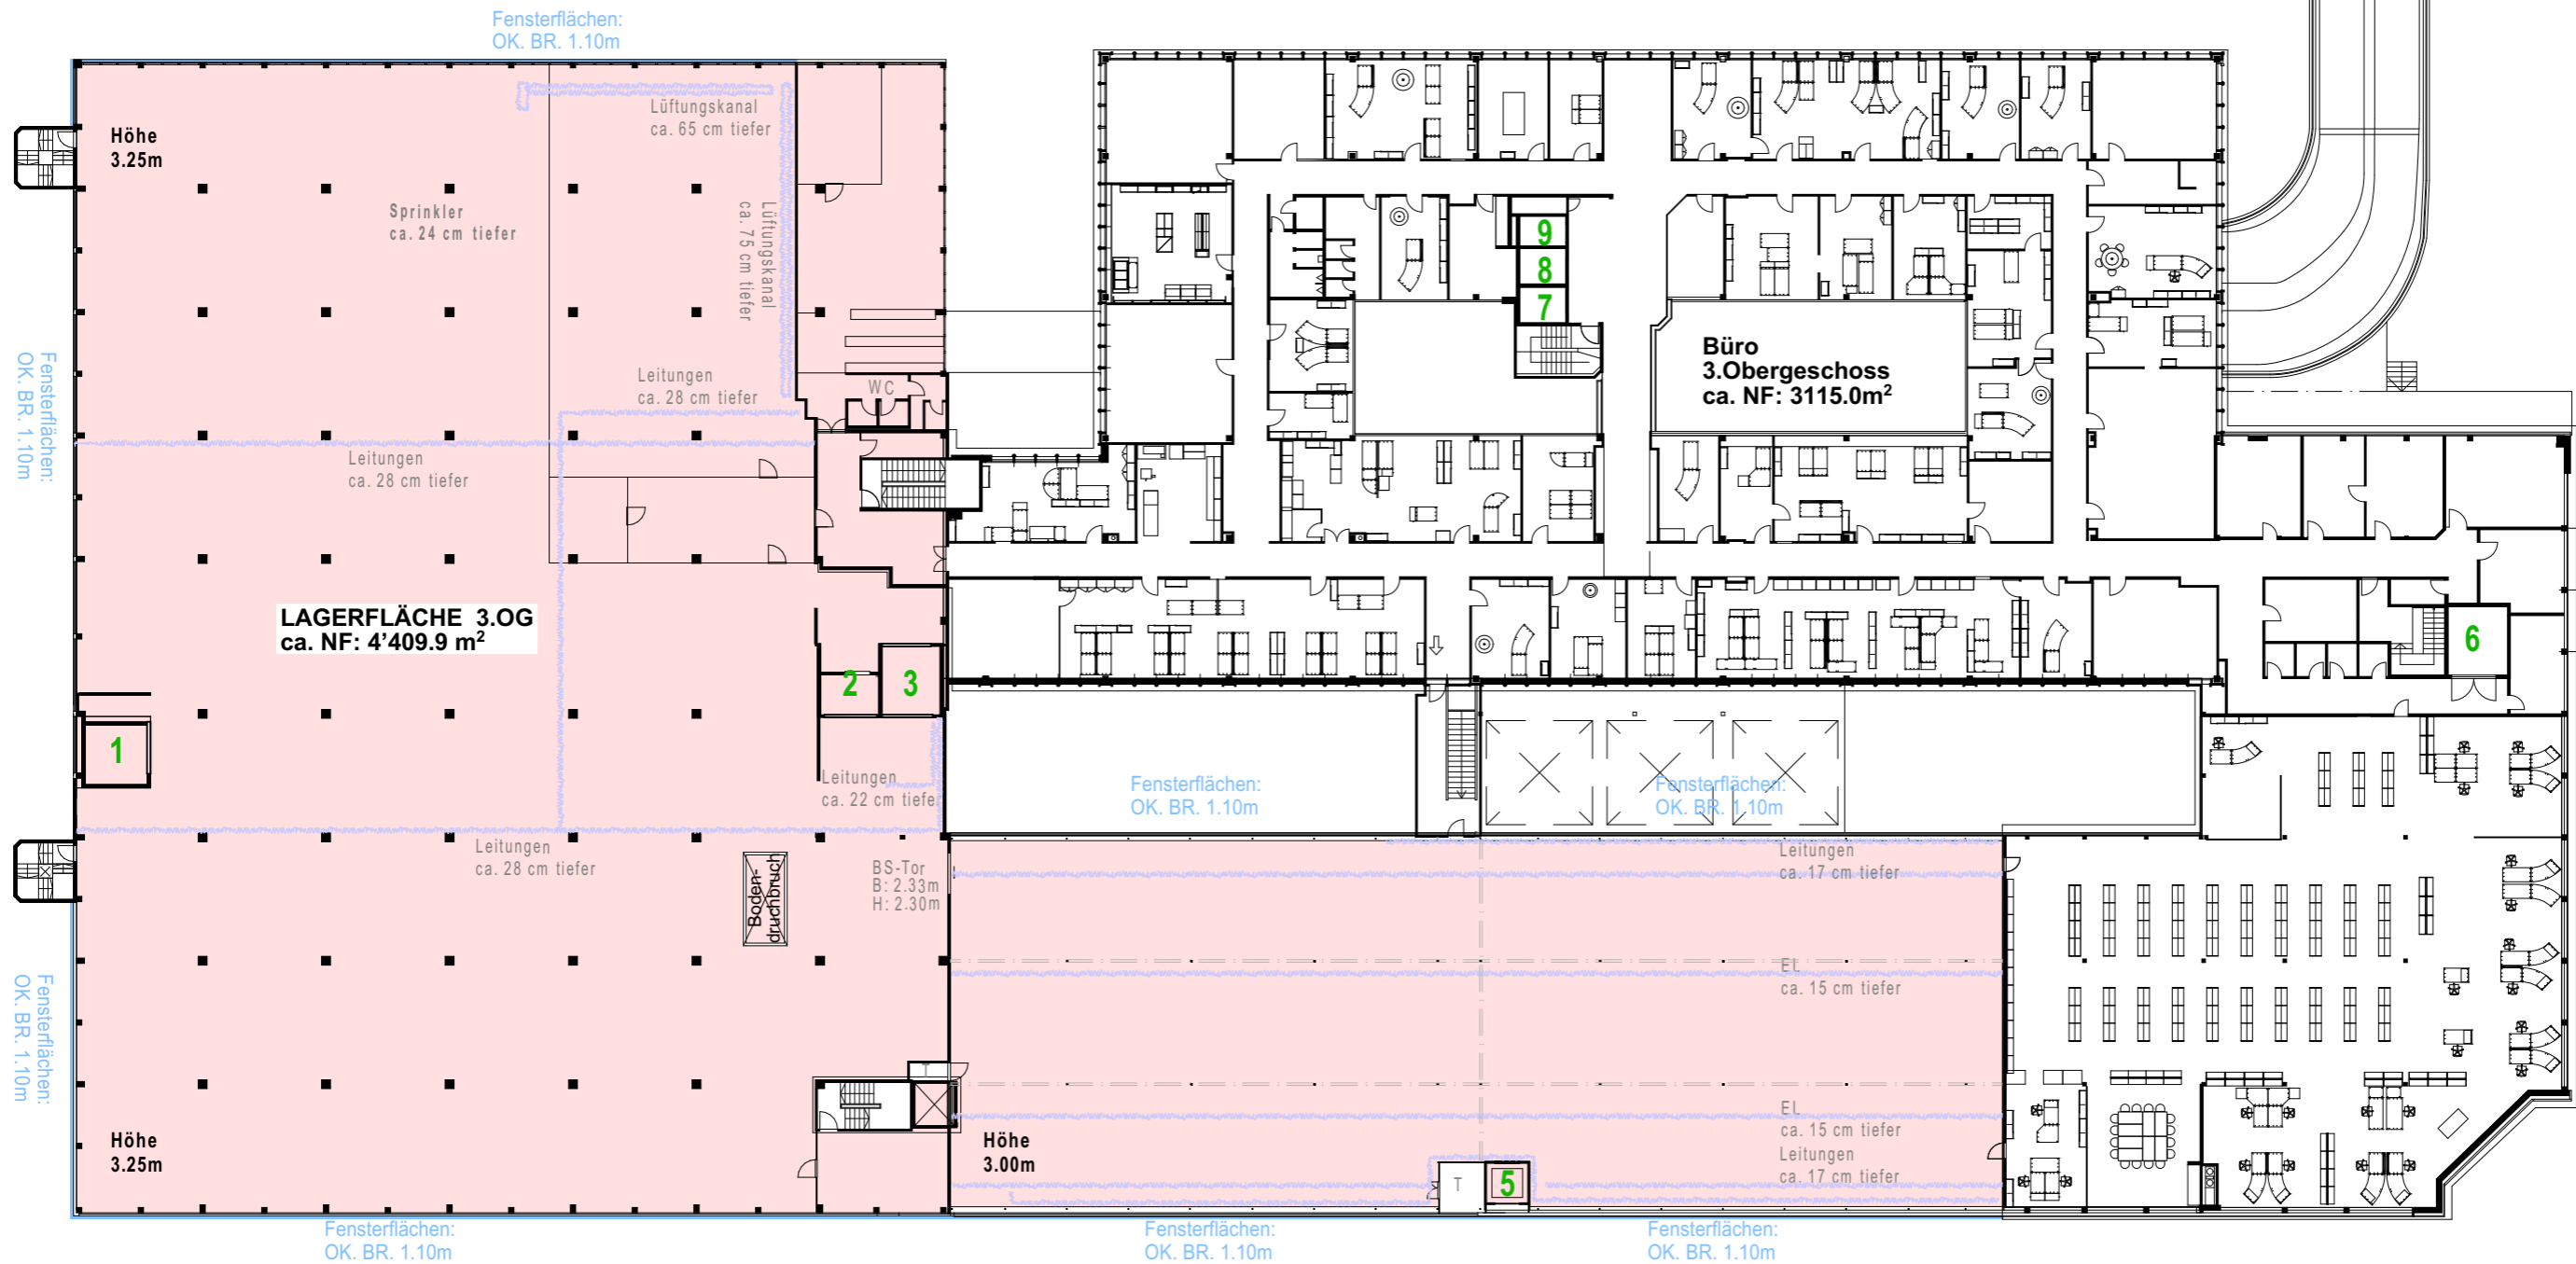 Fensterflächen:
OK. BR. 1.10m
Höhe
3.25m
Lüftungskanal
ca. 65 cm tiefer
Sprinkler
ca. 24 cm tiefer
Lüftungskanal
ca. 75 cm tiefer
9
8
7
Büro
3.Obergeschoss
ca. NF: 3115.0m²
Fensterflächen:
OK. BR. 1.10m
Leitungen
ca. 28 cm tiefer
WC
Leitungen
ca. 28 cm tiefer
LAGERFLÄCHE 3.OG
ca. NF: 4’409.9 m²
6
2
3
1
Leitungen
ca. 22 cm tiefe
Fensterflächen:
OK. BR. 1.10m
Fensterflächen:
OK. BR. 1.10m
Leitungen
ca. 28 cm tiefer
Boden-
druchbruch
BS-Tor
B: 2.33m
H: 2.30m
Leitungen
ca. 17 cm tiefer
EL
ca. 15 cm tiefer
Fensterflächen:
OK. BR. 1.10m
T
EL
ca. 15 cm tiefer
Höhe
3.25m
Höhe
3.00m
Leitungen
ca. 17 cm tiefer
T
5
Fensterflächen:
OK. BR. 1.10m
Fensterflächen:
OK. BR. 1.10m
Fensterflächen:
OK. BR. 1.10m